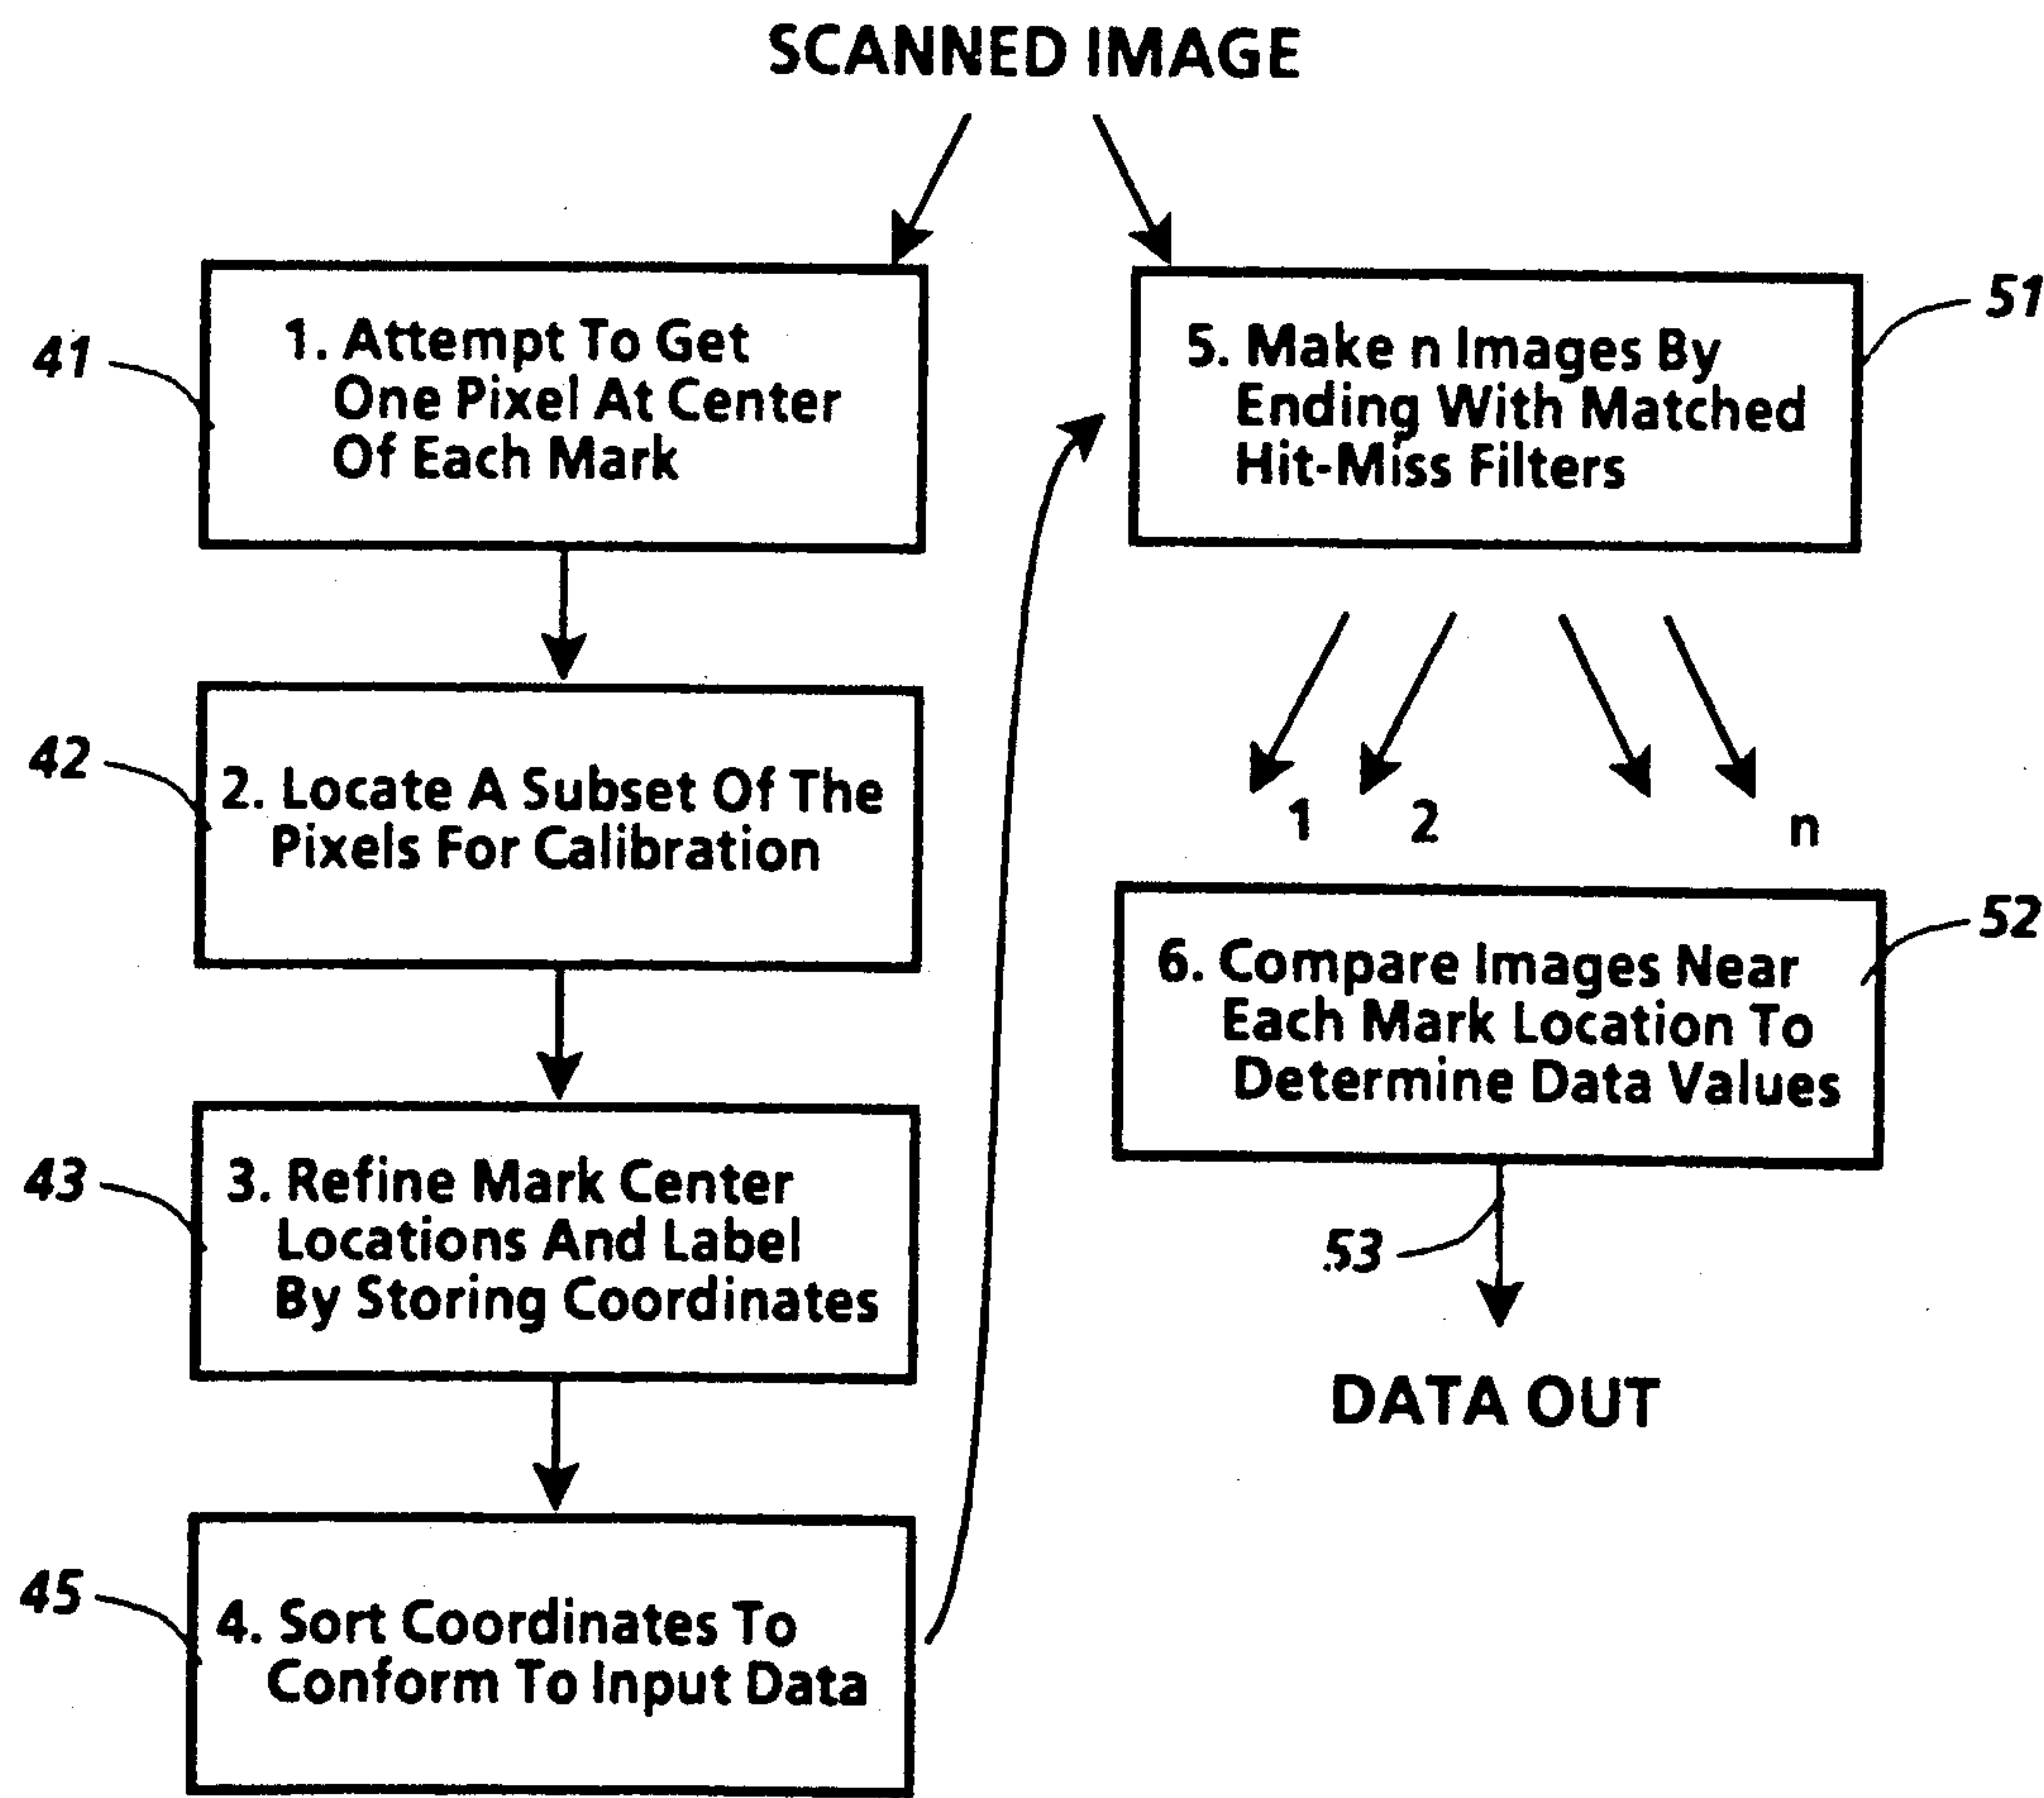 SCANNED IMAGE
41
1. Attempt To Get
One Pixel At Center
Of Each Mark
42
2. Locate A Subset Of The
Pixels For Calibration
43
3. Refine Mark Center
Locations And Label
By Storing Coordinates
45
4. Sort Coordinates To
Conform To Input Data
51
5. Make n Images By
Ending With Matched
Hit-Miss Filters
1 2 n
52
6. Compare Images Near
Each Mark Location To
Determine Data Values
53
DATA OUT